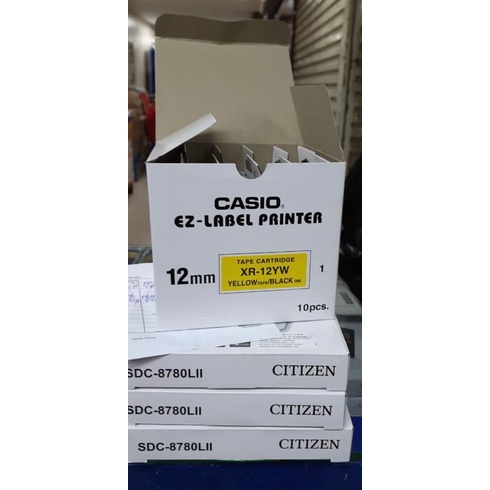 CASIO®
EZ-LABEL PRINTER
12mm
TAPE CARTRIDGE
XR-12YW
YELLOW TAPE/BLACK INK
1
10pcs.
SDC-8780LII CITIZEN
SDC-8780LII CITIZEN
SDC-8780LII CITIZEN